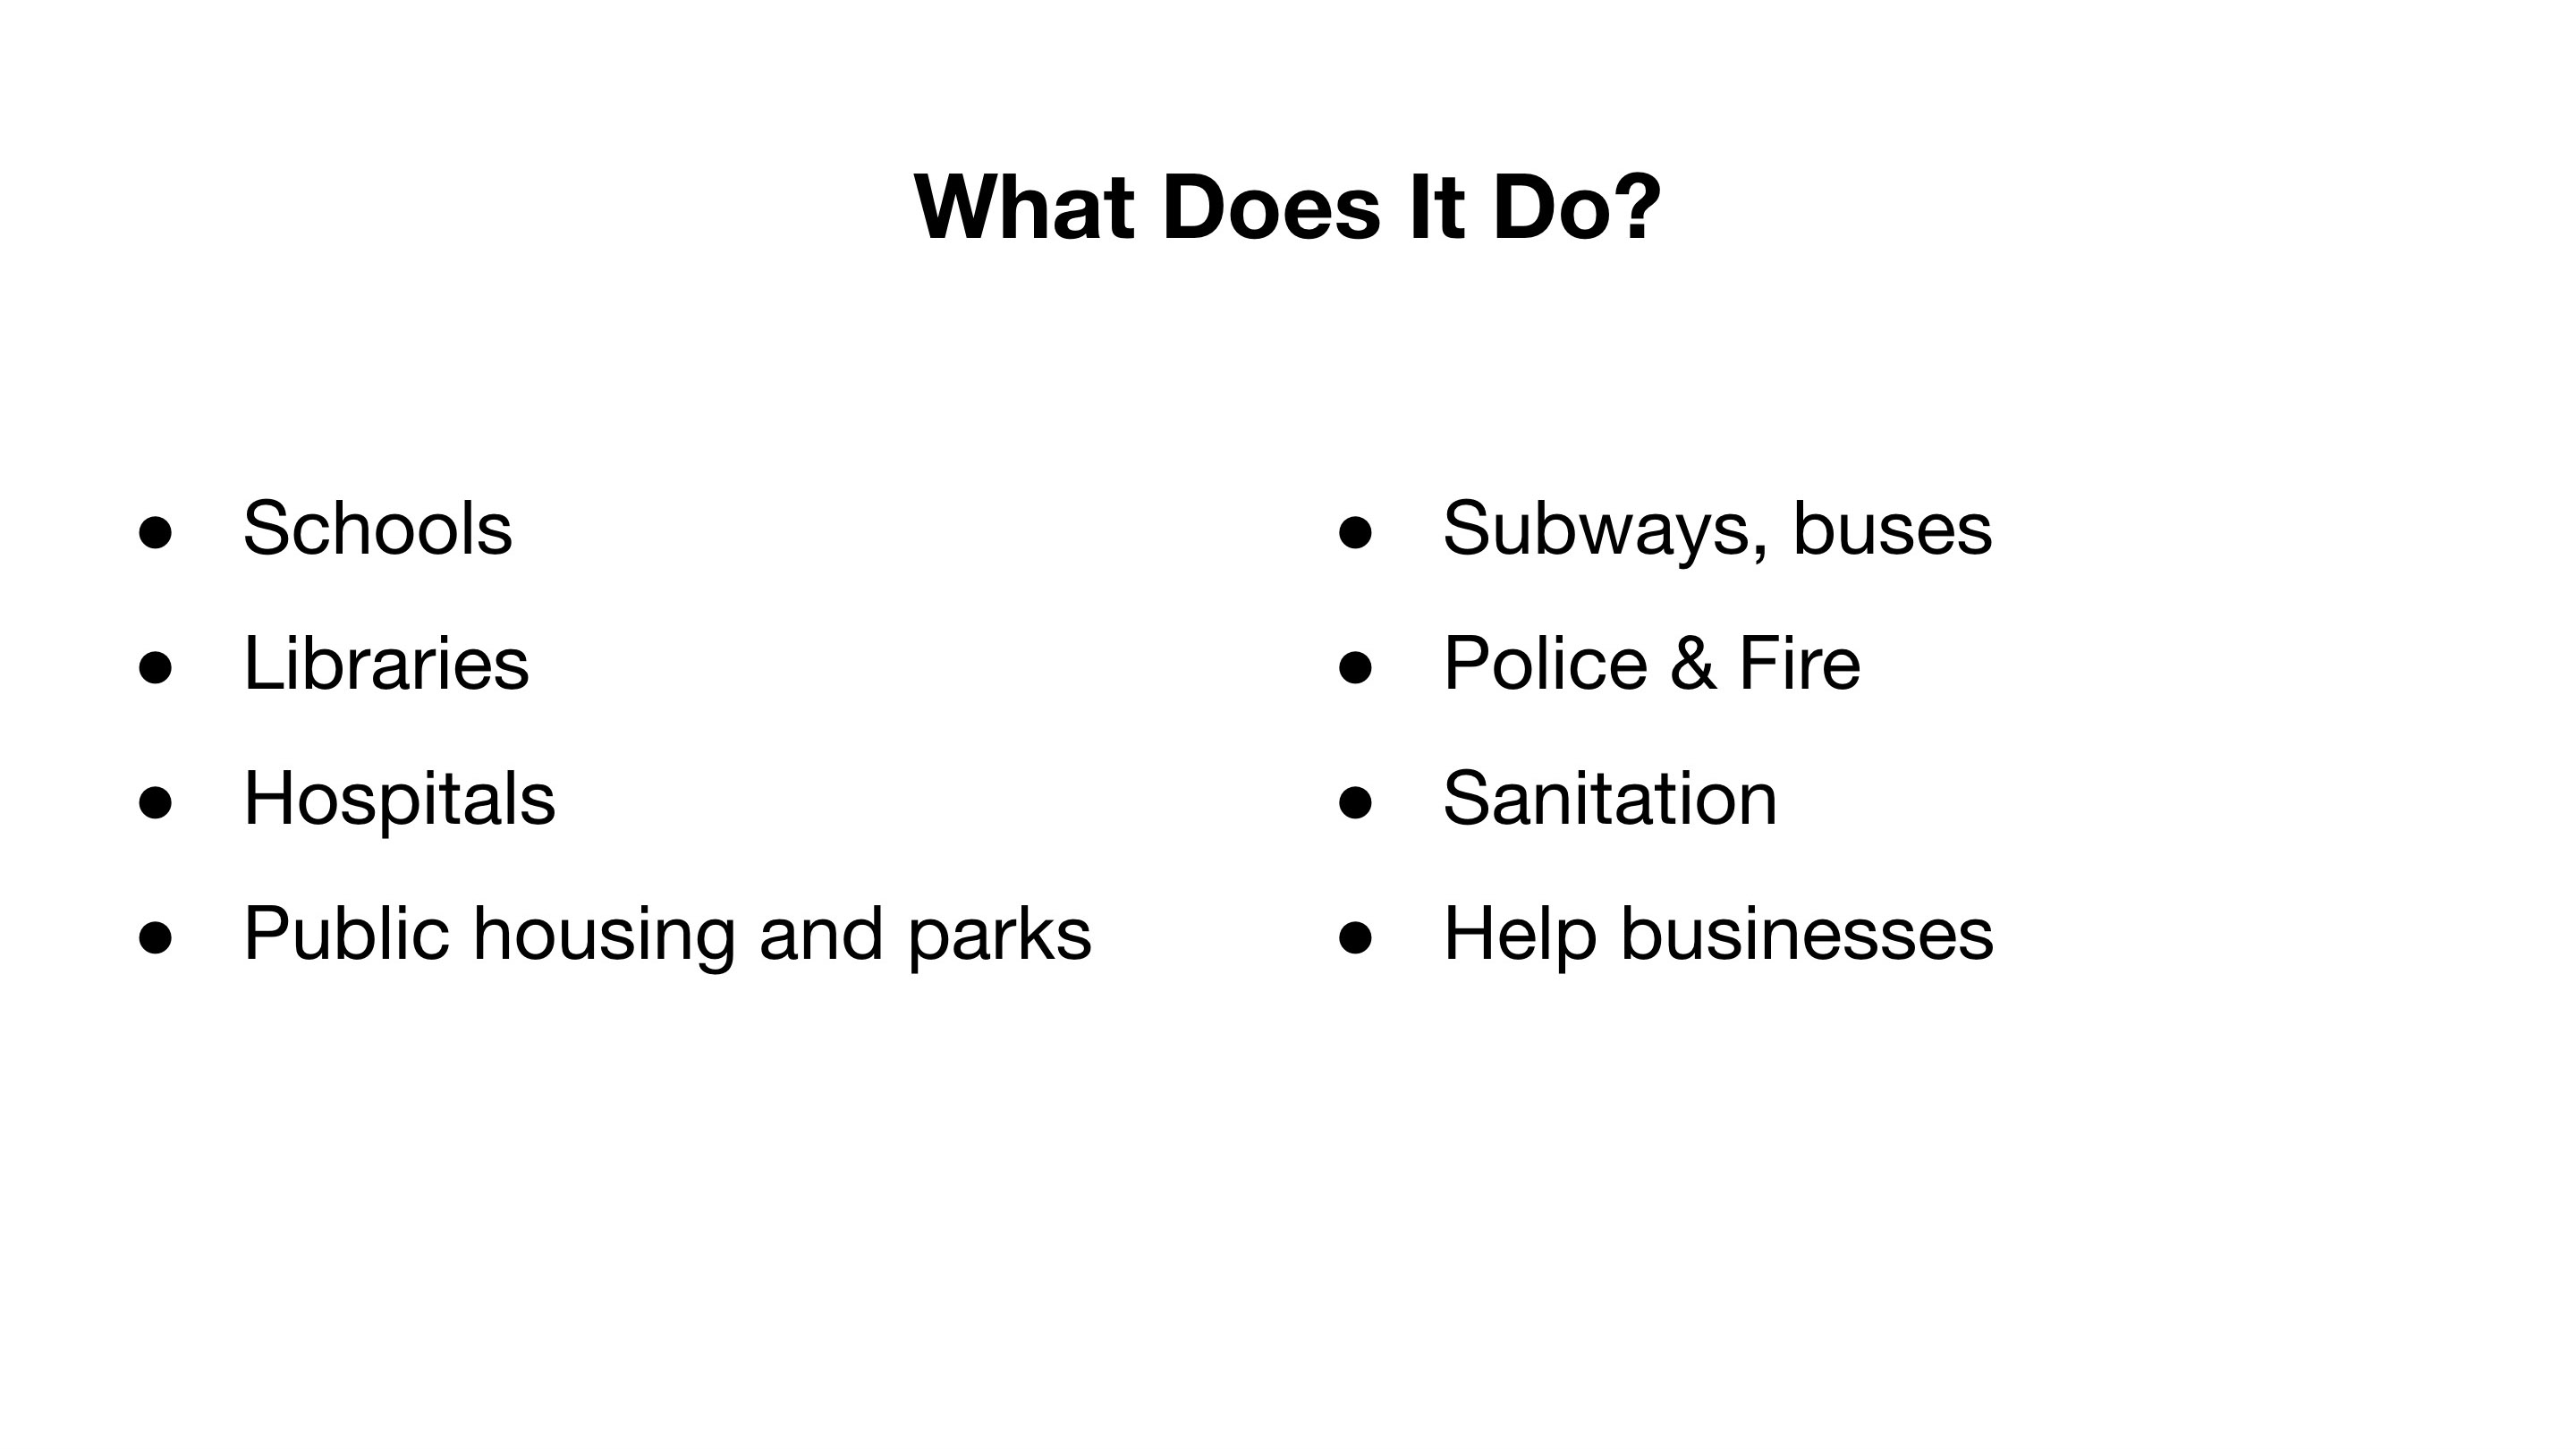 What Does It Do?
● Schools
● Libraries
● Hospitals
● Public housing and parks
● Subways, buses
● Police & Fire
● Sanitation
● Help businesses